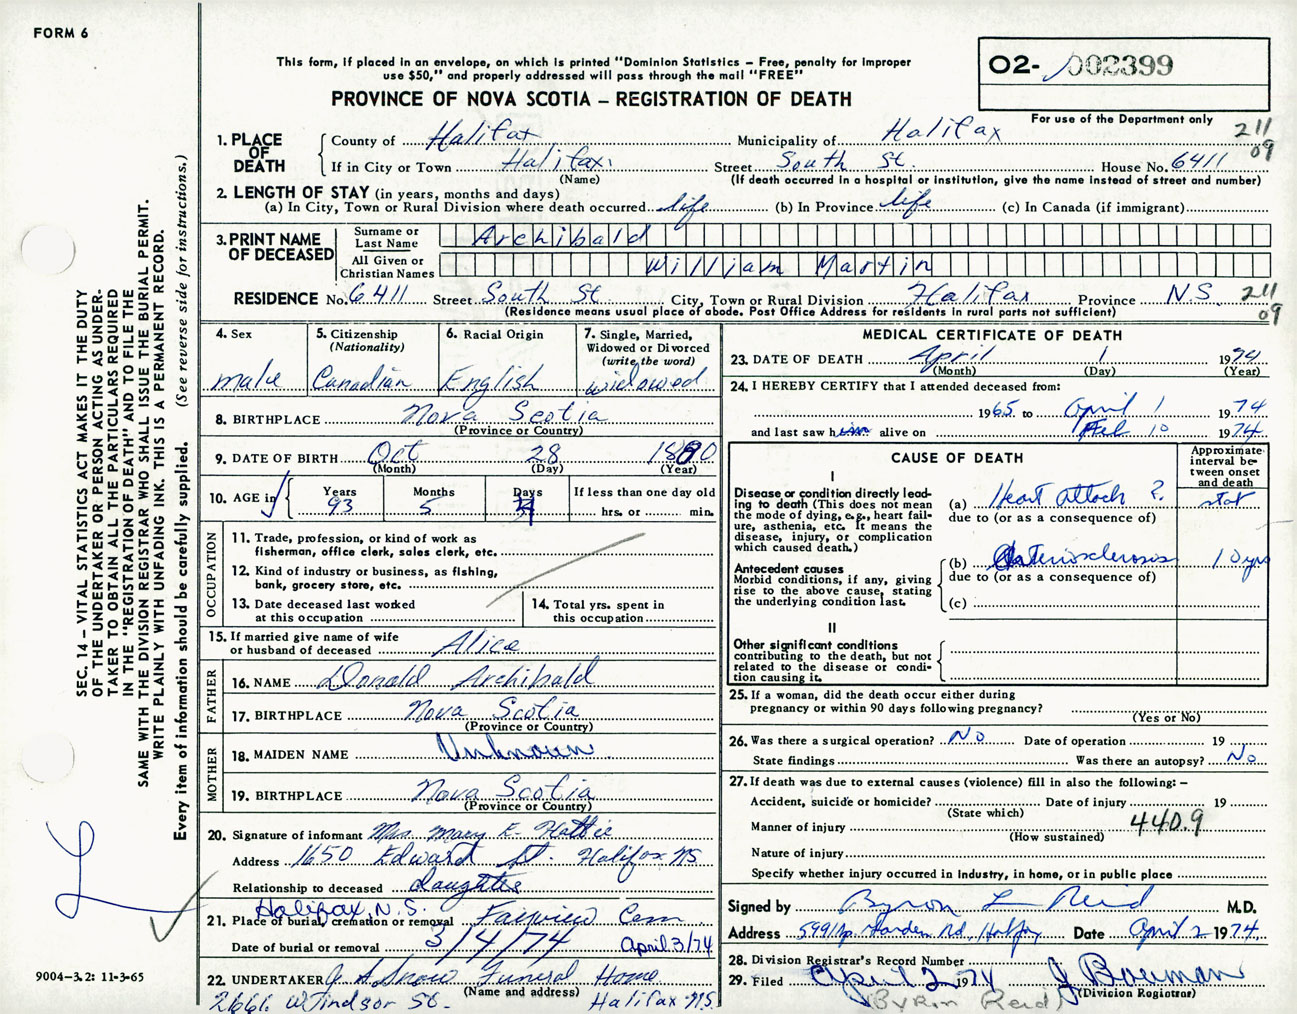 FORM 6
This form, if placed in an envelope, on which is printed "Dominion Statistics – Free, penalty for improper
use $50," and properly addressed will pass through the mail "FREE"
PROVINCE OF NOVA SCOTIA – REGISTRATION OF DEATH
O2- 002399
For use of the Department only
211
09
1. PLACE OF DEATH
County of Halifax Municipality of Halifax
If in City or Town Halifax Street South St. House No. 6411
(Name) (If death occurred in a hospital or institution, give the name instead of street and number)
2. LENGTH OF STAY (in years, months and days)
(a) In City, Town or Rural Division where death occurred life (b) In Province life (c) In Canada (if immigrant)
3. PRINT NAME OF DECEASED
Surname or Last Name Archibald
All Given or Christian Names William Martin
RESIDENCE No. 6411 Street South St City, Town or Rural Division Halifax Province N.S. 211
09
(Residence means usual place of abode. Post Office Address for residents in rural parts not sufficient)
4. Sex
male
5. Citizenship
(Nationality)
Canadian
6. Racial Origin
English
7. Single, Married,
Widowed or Divorced
(write the word)
widowed
8. BIRTHPLACE Nova Scotia
(Province or Country)
9. DATE OF BIRTH Oct 28 1880
(Month) (Day) (Year)
10. AGE in
Years 93
Months 5
Days
If less than one day old
hrs. or min.
OCCUPATION
11. Trade, profession, or kind of work as
fisherman, office clerk, sales clerk, etc.
12. Kind of industry or business, as fishing,
bank, grocery store, etc.
13. Date deceased last worked
at this occupation
14. Total yrs. spent in
this occupation
15. If married give name of wife
or husband of deceased Alice
FATHER
16. NAME Donald Archibald
17. BIRTHPLACE Nova Scotia
(Province or Country)
MOTHER
18. MAIDEN NAME Unknown
19. BIRTHPLACE Nova Scotia
(Province or Country)
20. Signature of informant Mrs. Mary E. Hattie
Address 1650 Edward St. Halifax NS
Relationship to deceased daughter
Halifax, N.S.
21. Place of burial, cremation or removal Fairview Cem
Date of burial or removal 3/4/74 April 3/74
22. UNDERTAKER J A Snow Funeral Home
(Name and address)
2666 Windsor St. Halifax NS
MEDICAL CERTIFICATE OF DEATH
23. DATE OF DEATH April 1 1974
(Month) (Day) (Year)
24. I HEREBY CERTIFY that I attended deceased from:
1965 to April 1 1974
and last saw him alive on Feb 10 1974
CAUSE OF DEATH
Approximate
interval be-
tween onset
and death
I
Disease or condition directly lead-
ing to death (This does not mean
the mode of dying, e.g., heart fail-
ure, asthenia, etc. It means the
disease, injury, or complication
which caused death.)
(a) Heart attack ? stat
due to (or as a consequence of)
Antecedent causes
Morbid conditions, if any, giving
rise to the above cause, stating
the underlying condition last.
(b) Arteriosclerosis 10 yrs
due to (or as a consequence of)
(c)
II
Other significant conditions
contributing to the death, but not
related to the disease or condi-
tion causing it.
25. If a woman, did the death occur either during
pregnancy or within 90 days following pregnancy?
(Yes or No)
26. Was there a surgical operation? No Date of operation 19
State findings Was there an autopsy? No
27. If death was due to external causes (violence) fill in also the following: –
Accident, suicide or homicide? Date of injury 19
(State which)
Manner of injury 440.9
(How sustained)
Nature of injury
Specify whether injury occurred in industry, in home, or in public place
Signed by Byron L Reid M.D.
Address Rd, Halifax Date April 2 1974.
28. Division Registrar's Record Number
29. Filed April 2 1974 J Bowman
(Division Registrar)
(Byron Reid)
SEC. 14 – VITAL STATISTICS ACT MAKES IT THE DUTY
OF THE UNDERTAKER OR PERSON ACTING AS UNDER-
TAKER TO OBTAIN ALL THE PARTICULARS REQUIRED
IN THE "REGISTRATION OF DEATH" AND TO FILE THE
SAME WITH THE DIVISION REGISTRAR WHO SHALL ISSUE THE BURIAL PERMIT.
WRITE PLAINLY WITH UNFADING INK. THIS IS A PERMANENT RECORD.
Every item of information should be carefully supplied. (See reverse side for instructions.)
9004-3.2: 11-3-65